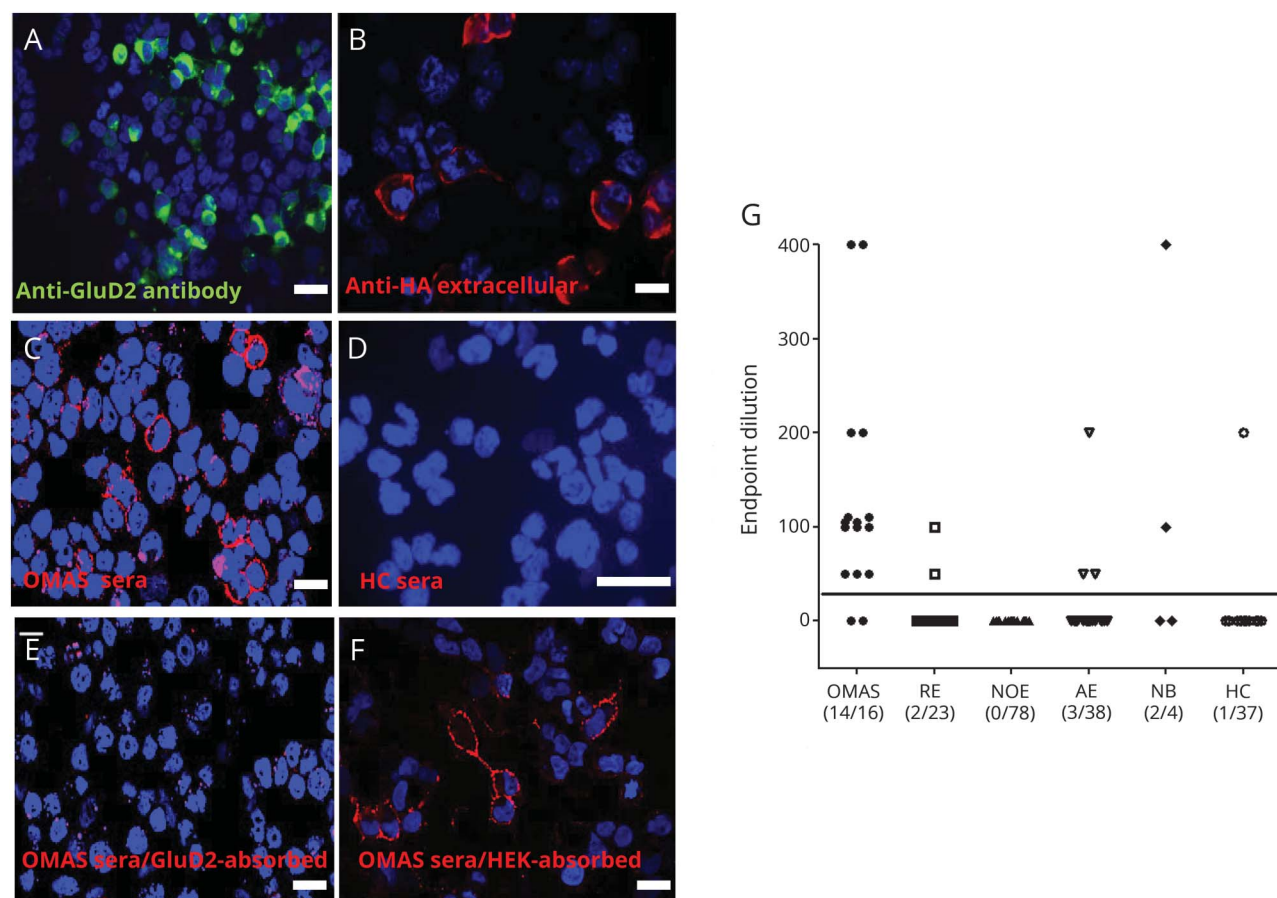 A
Anti-GluD2 antibody
B
Anti-HA extracellular
C
OMAS sera
D
HC sera
E
OMAS sera/GluD2-absorbed
F
OMAS sera/HEK-absorbed
G
Endpoint dilution
400
300
200
100
0
OMAS RE NOE AE NB HC
(14/16) (2/23) (0/78) (3/38) (2/4) (1/37)